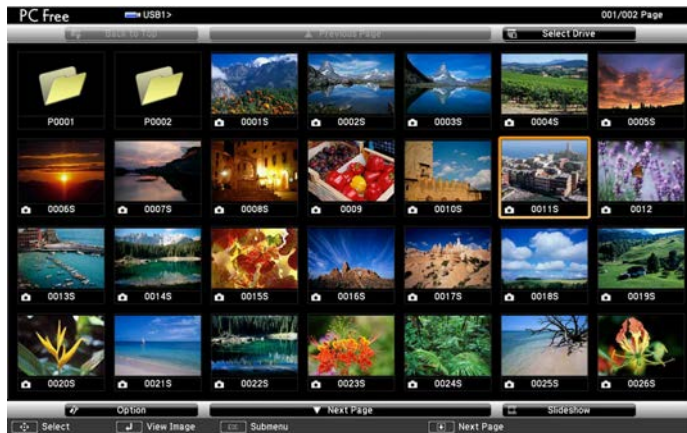 PC Free USB1> 001/002 Page
Back to Top ▲ Previous Page Select Drive
P0001 P0002 0001S 0002S 0003S 0004S 0005S
0006S 0007S 0008S 0009 0010S 0011S 0012
0013S 0014S 0015S 0016S 0017S 0018S 0019S
0020S 0021S 0022S 0023S 0024S 0025S 0026S
Option ▼ Next Page Slideshow
Select View Image Submenu Next Page